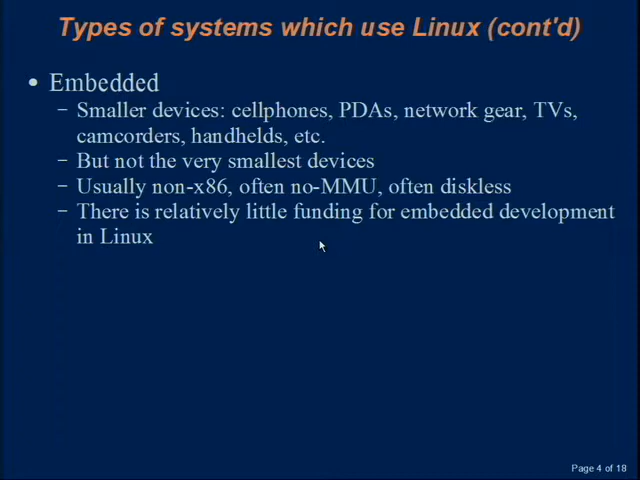 Types of systems which use Linux (cont'd)
• Embedded
– Smaller devices: cellphones, PDAs, network gear, TVs,
camcorders, handhelds, etc.
– But not the very smallest devices
– Usually non-x86, often no-MMU, often diskless
– There is relatively little funding for embedded development
in Linux
Page 4 of 18